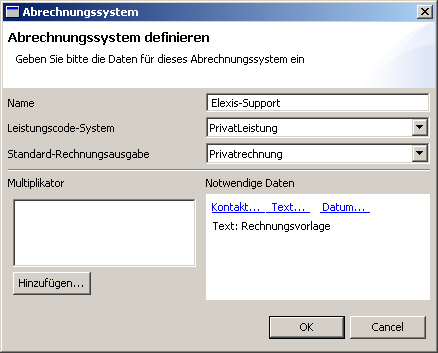 Abrechnungssystem
Abrechnungssystem definieren
Geben Sie bitte die Daten für dieses Abrechnungssystem ein
Name Elexis-Support
Leistungscode-System PrivatLeistung
Standard-Rechnungsausgabe Privatrechnung
Multiplikator Notwendige Daten
Kontakt... Text... Datum...
Text: Rechnungsvorlage
Hinzufügen...
OK Cancel